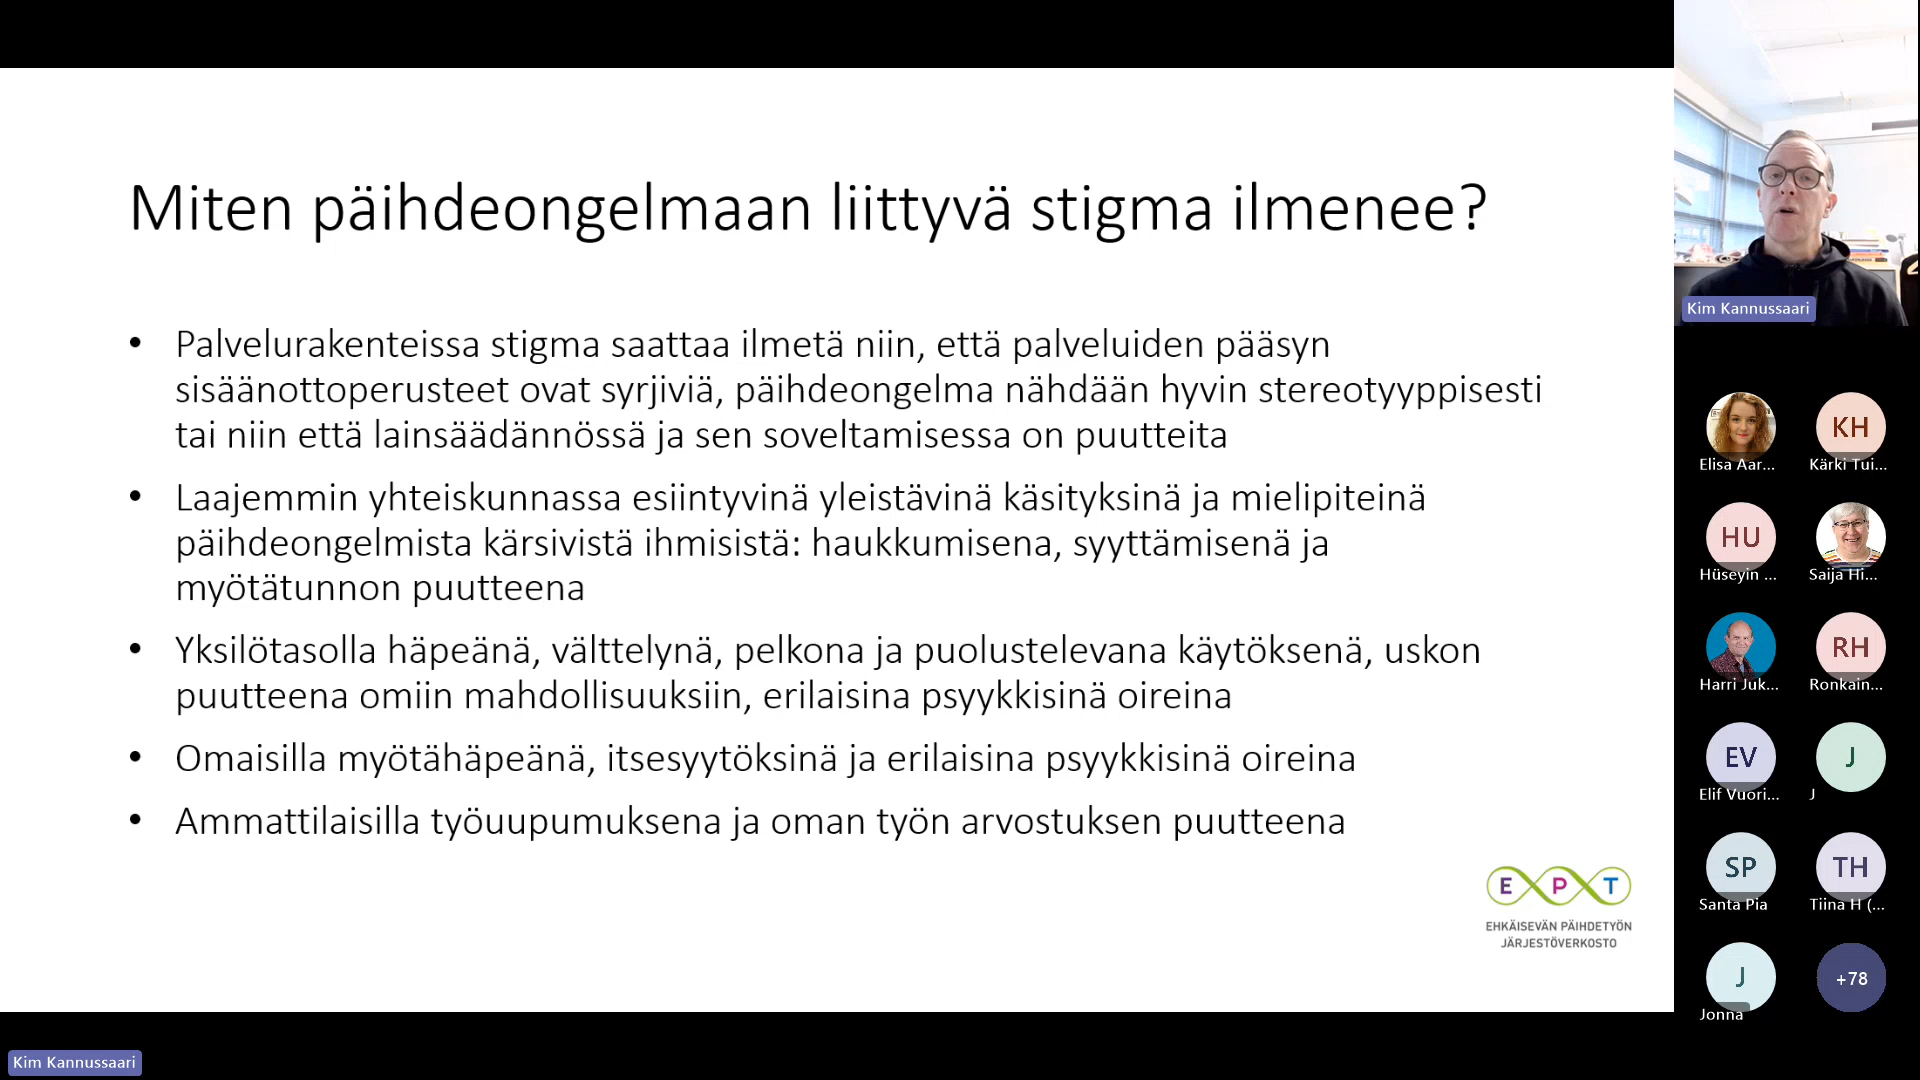 Miten päihdeongelmaan liittyvä stigma ilmenee?
• Palvelurakenteissa stigma saattaa ilmetä niin, että palveluiden pääsyn
sisäänottoperusteet ovat syrjiviä, päihdeongelma nähdään hyvin stereotyyppisesti
tai niin että lainsäädännössä ja sen soveltamisessa on puutteita
• Laajemmin yhteiskunnassa esiintyvinä yleistävinä käsityksinä ja mielipiteinä
päihdeongelmista kärsivistä ihmisistä: haukkumisena, syyttämisenä ja
myötätunnon puutteena
• Yksilötasolla häpeänä, välttelynä, pelkona ja puolustelevana käytöksenä, uskon
puutteena omiin mahdollisuuksiin, erilaisina psyykkisinä oireina
• Omaisilla myötähäpeänä, itsesyytöksinä ja erilaisina psyykkisinä oireina
• Ammattilaisilla työuupumuksena ja oman työn arvostuksen puutteena
E P T
EHKÄISEVÄN PÄIHDETYÖN
JÄRJESTÖVERKOSTO
Kim Kannussaari
Kim Kannussaari
Elisa Aar...
KH
Kärki Tui...
HU
Hüseyin ...
Saija Hi...
Harri Juk...
RH
Ronkain...
EV
Elif Vuori...
J
J
SP
Santa Pia
TH
Tiina H (...
J
Jonna
+78